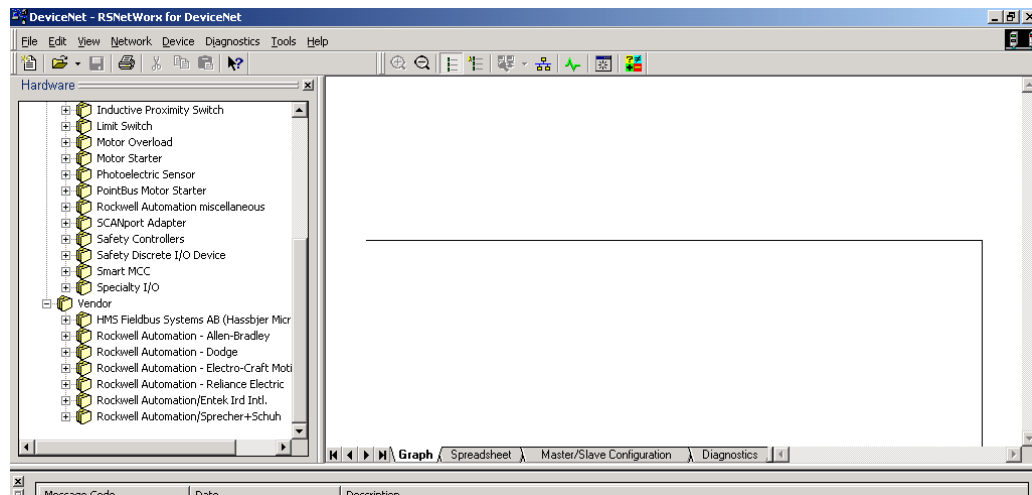 DeviceNet - RSNetWorx for DeviceNet
File Edit View Network Device Diagnostics Tools Help
Hardware
Inductive Proximity Switch
Limit Switch
Motor Overload
Motor Starter
Photoelectric Sensor
PointBus Motor Starter
Rockwell Automation miscellaneous
SCANport Adapter
Safety Controllers
Safety Discrete I/O Device
Smart MCC
Specialty I/O
Vendor
HMS Fieldbus Systems AB (Hassbjer Micr
Rockwell Automation - Allen-Bradley
Rockwell Automation - Dodge
Rockwell Automation - Electro-Craft Moti
Rockwell Automation - Reliance Electric
Rockwell Automation/Entek Ird Intl.
Rockwell Automation/Sprecher+Schuh
Graph Spreadsheet Master/Slave Configuration Diagnostics
Message Code Date Description